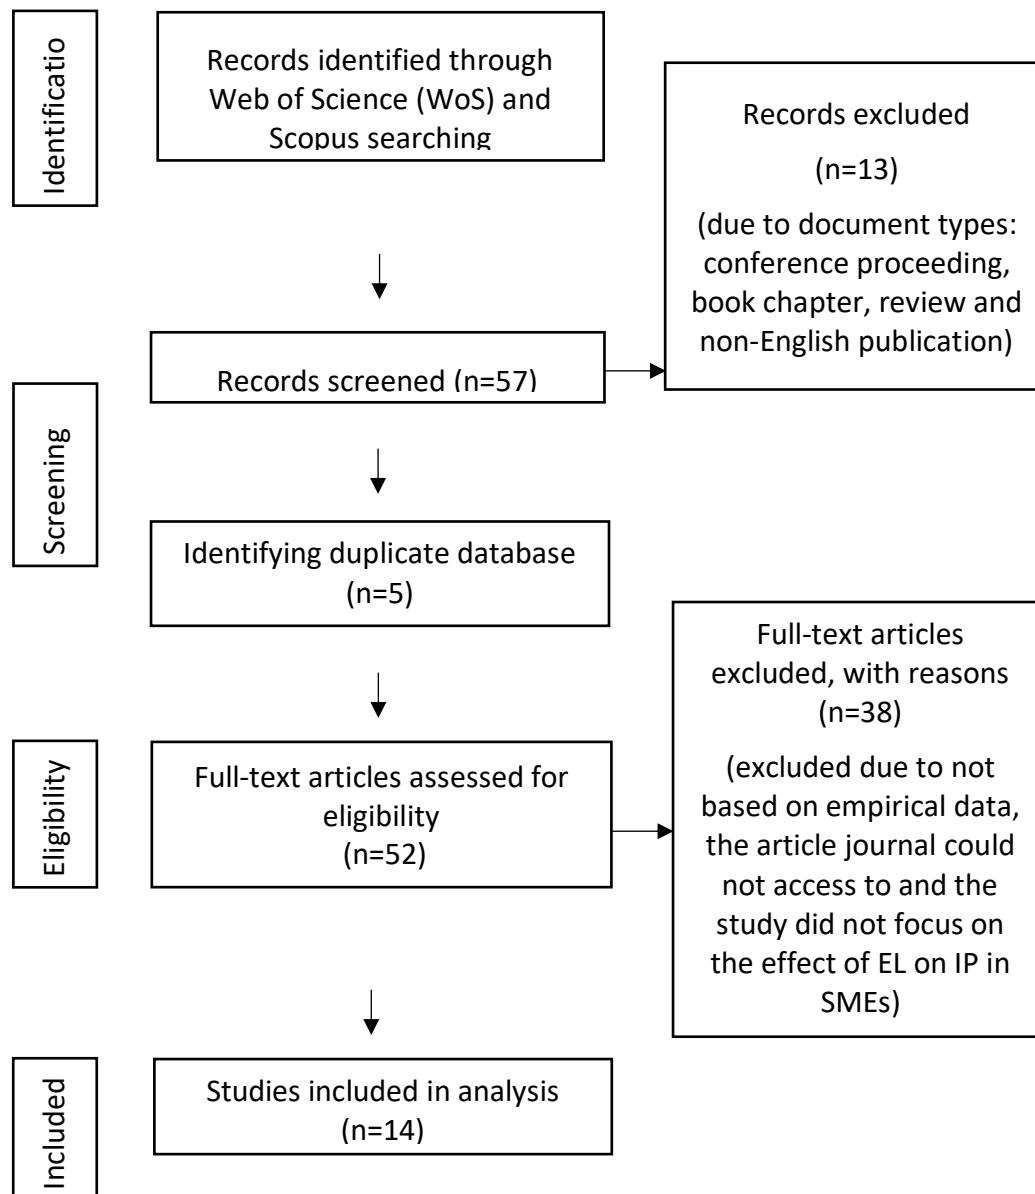 Identificatio
Records identified through
Web of Science (WoS) and
Scopus searching
Records excluded
(n=13)
(due to document types:
conference proceeding,
book chapter, review and
non-English publication)
Records screened (n=57)
Screening
Identifying duplicate database
(n=5)
Full-text articles assessed for
eligibility
(n=52)
Eligibility
Full-text articles
excluded, with reasons
(n=38)
(excluded due to not
based on empirical data,
the article journal could
not access to and the
study did not focus on
the effect of EL on IP in
SMEs)
Studies included in analysis
(n=14)
Included